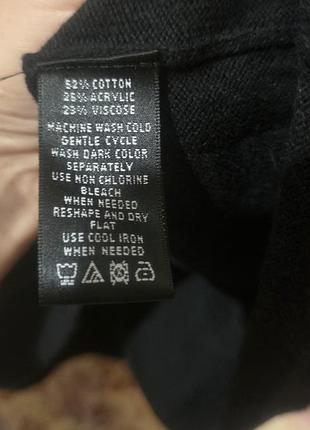 52% COTTON
25% ACRYLIC
23% VISCOSE
MACHINE WASH COLD
GENTLE CYCLE
WASH DARK COLOR
SEPARATELY
USE NON CHLORINE
BLEACH
WHEN NEEDED
RESHAPE AND DRY
FLAT
USE COOL IRON
WHEN NEEDED